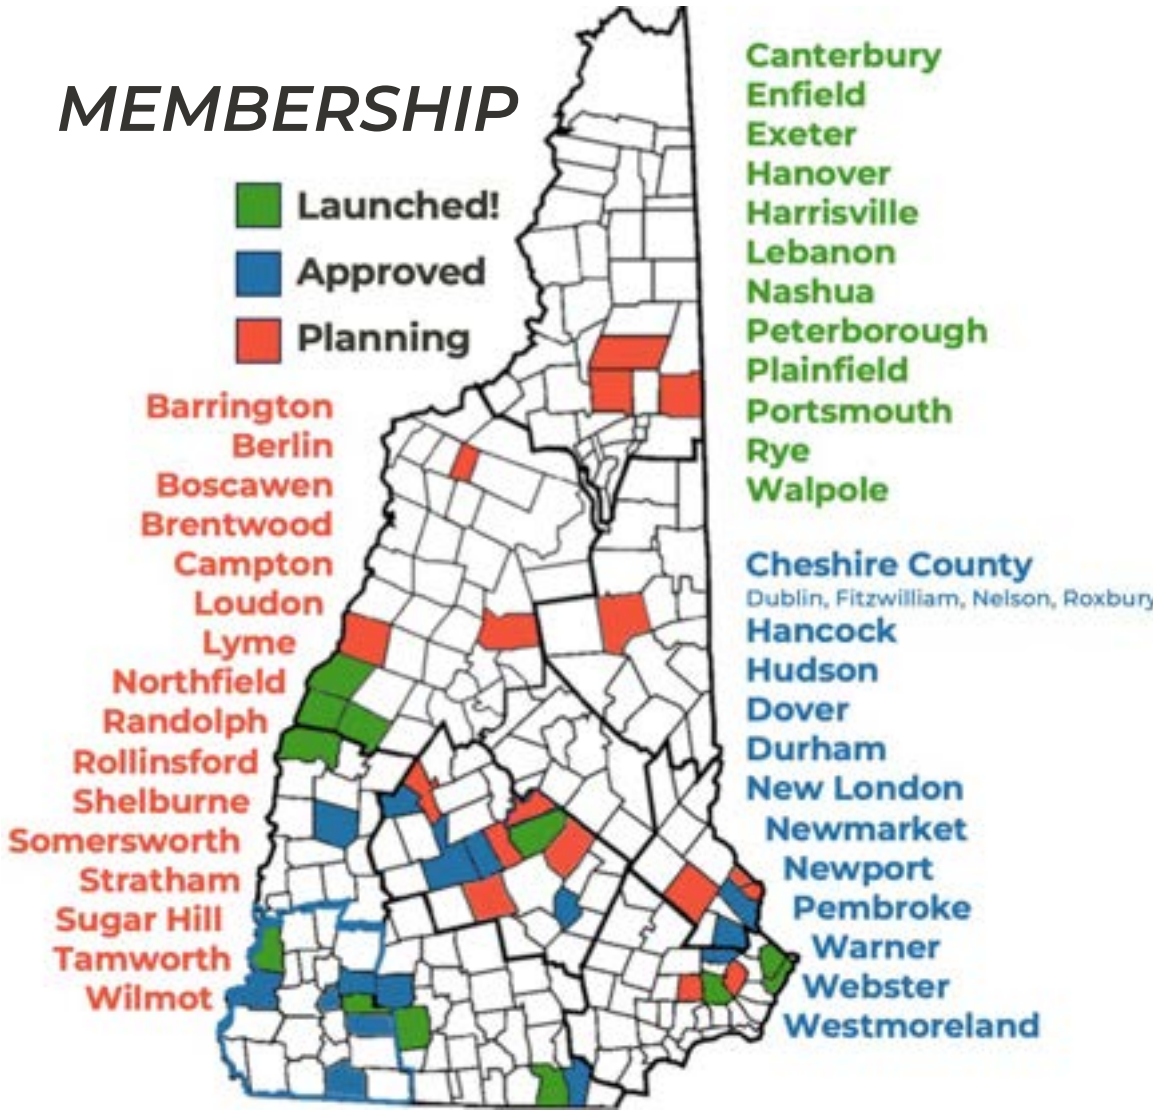 MEMBERSHIP
Launched!
Approved
Planning
Barrington
Berlin
Boscawen
Brentwood
Campton
Loudon
Lyme
Northfield
Randolph
Rollinsford
Shelburne
Somersworth
Stratham
Sugar Hill
Tamworth
Wilmot
Canterbury
Enfield
Exeter
Hanover
Harrisville
Lebanon
Nashua
Peterborough
Plainfield
Portsmouth
Rye
Walpole
Cheshire County
Dublin, Fitzwilliam, Nelson, Roxbury
Hancock
Hudson
Dover
Durham
New London
Newmarket
Newport
Pembroke
Warner
Webster
Westmoreland